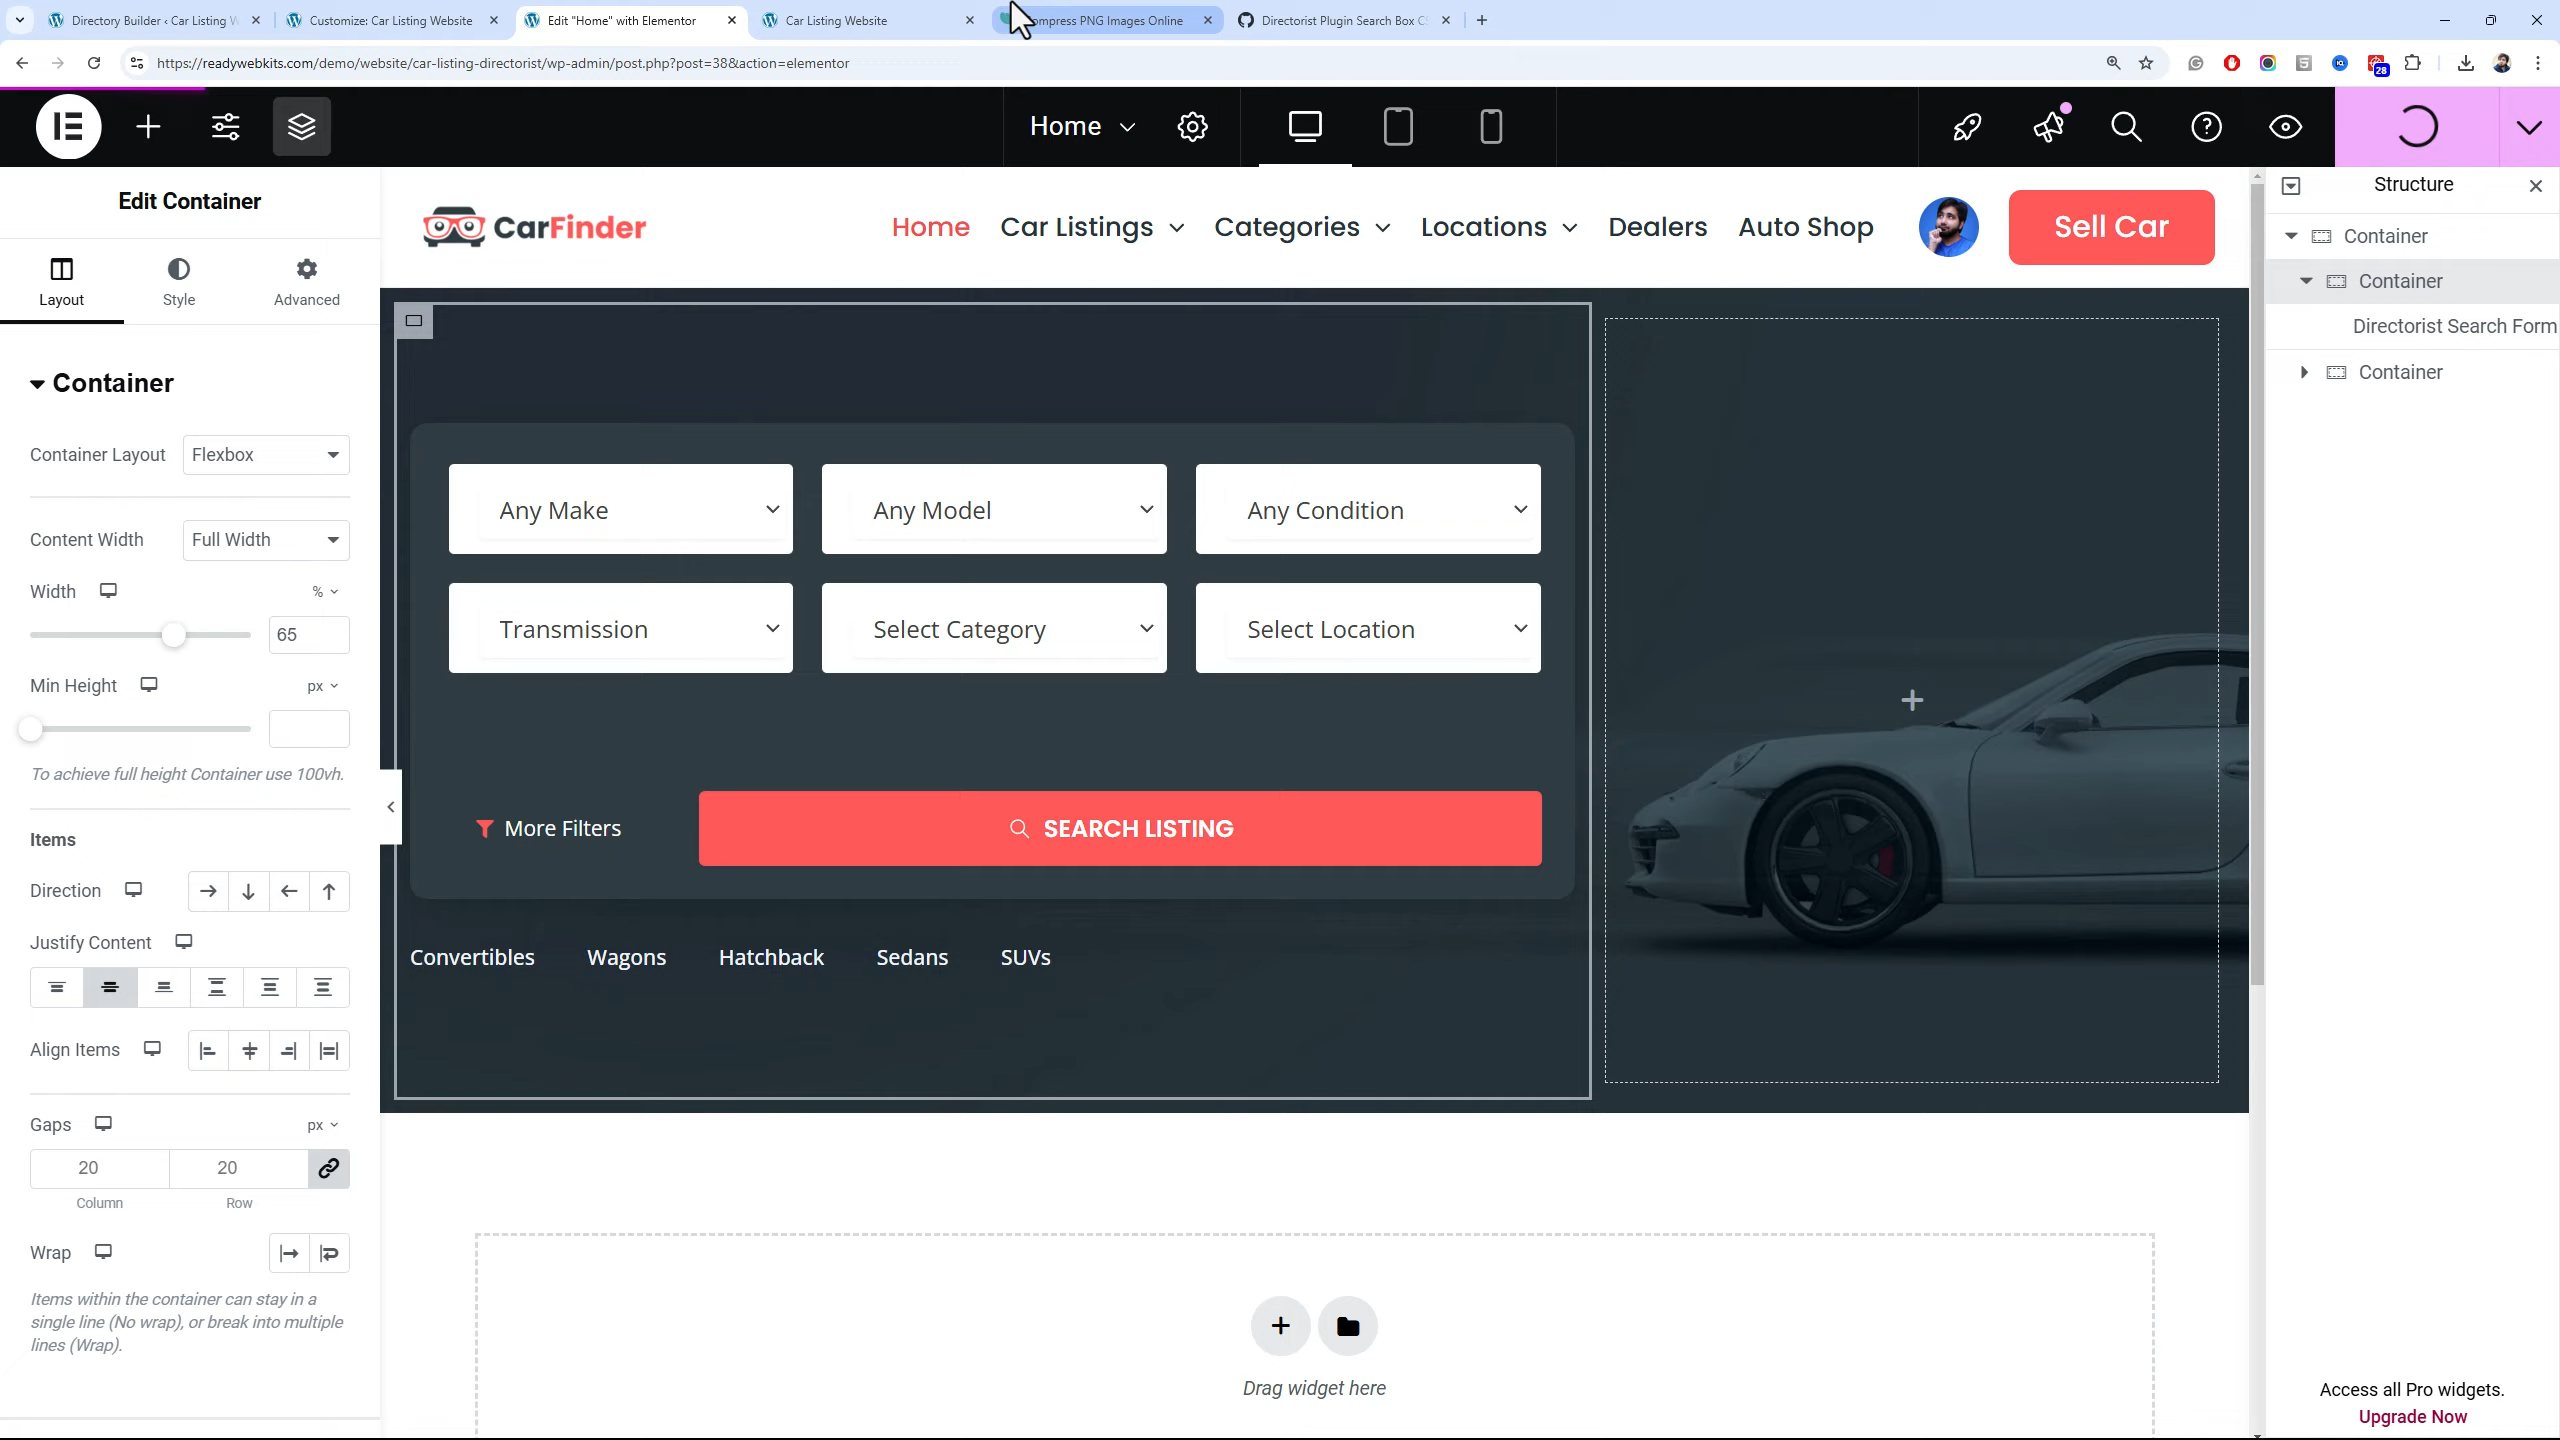 Directory Builder ‹ Car Listing W
Customize: Car Listing Website
Edit "Home" with Elementor
Car Listing Website
ompress PNG Images Online
Directorist Plugin Search Box C
https://readywebkits.com/demo/website/car-listing-directorist/wp-admin/post.php?post=38&action=elementor
28
Home
Edit Container
Layout
Style
Advanced
Container
Container Layout
Flexbox
Content Width
Full Width
Width
%
65
Min Height
px
To achieve full height Container use 100vh.
Items
Direction
Justify Content
Align Items
Gaps
px
20
20
Column
Row
Wrap
Items within the container can stay in a
single line (No wrap), or break into multiple
lines (Wrap).
CarFinder
Home
Car Listings
Categories
Locations
Dealers
Auto Shop
Sell Car
Any Make
Any Model
Any Condition
Transmission
Select Category
Select Location
More Filters
SEARCH LISTING
Convertibles
Wagons
Hatchback
Sedans
SUVs
Drag widget here
Structure
Container
Container
Directorist Search Form
Container
Access all Pro widgets.
Upgrade Now